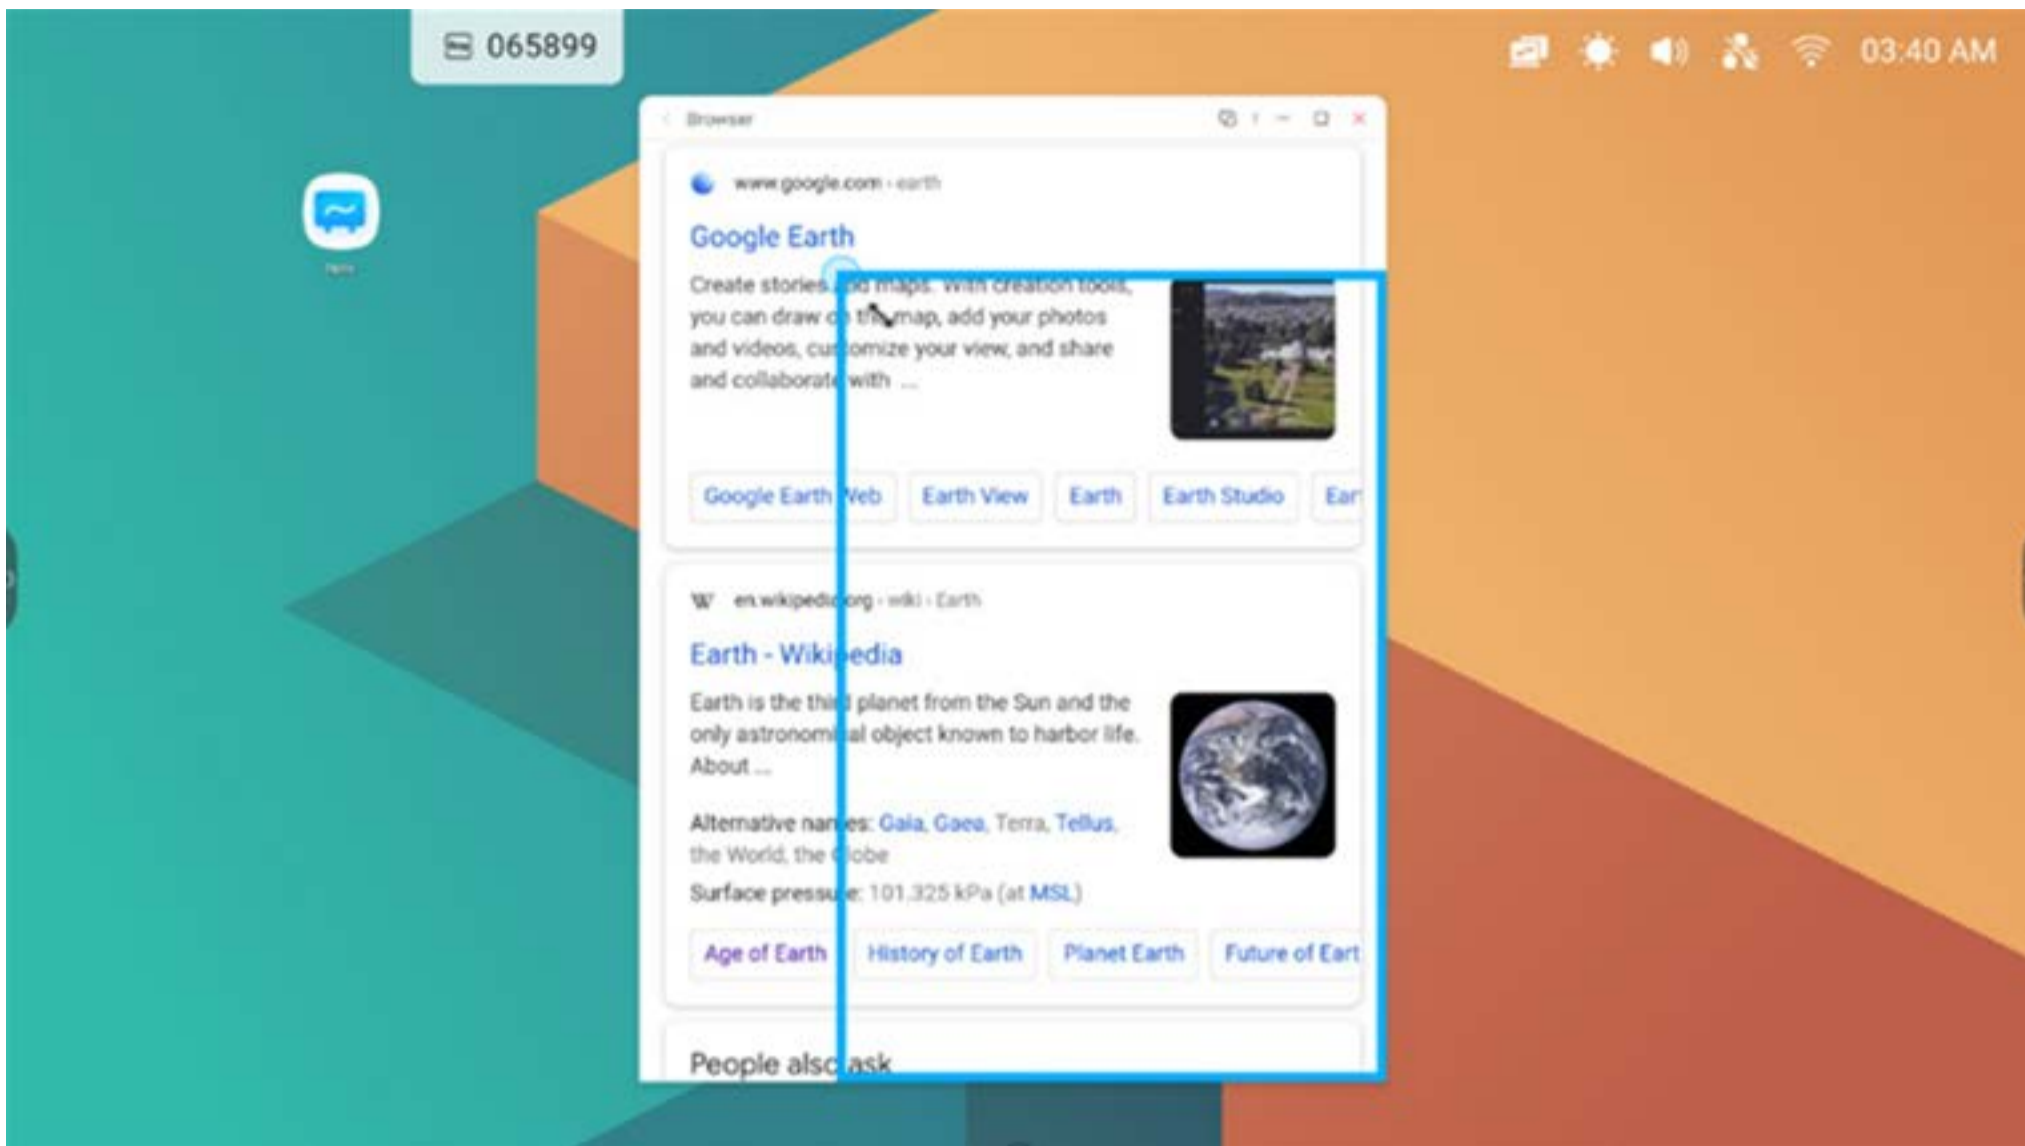 065899
03:40 AM
Browser
www.google.com › earth
Google Earth
Create stories and maps. With creation tools,
you can draw on the map, add your photos
and videos, customize your view, and share
and collaborate with ...
Google Earth Web
Earth View
Earth
Earth Studio
Ear
W en.wikipedia.org › wiki › Earth
Earth - Wikipedia
Earth is the third planet from the Sun and the
only astronomical object known to harbor life.
About ...
Alternative names: Gaia, Gaea, Terra, Tellus,
the World, the Globe
Surface pressure: 101.325 kPa (at MSL)
Age of Earth
History of Earth
Planet Earth
Future of Eart
People also ask